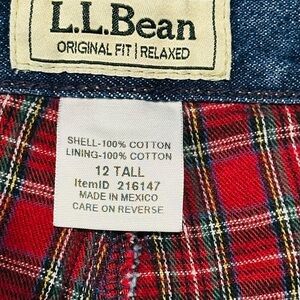 L.L.Bean
ORIGINAL FIT | RELAXED
SHELL-100% COTTON
LINING-100% COTTON
12 TALL
ItemID 216147
MADE IN MEXICO
CARE ON REVERSE